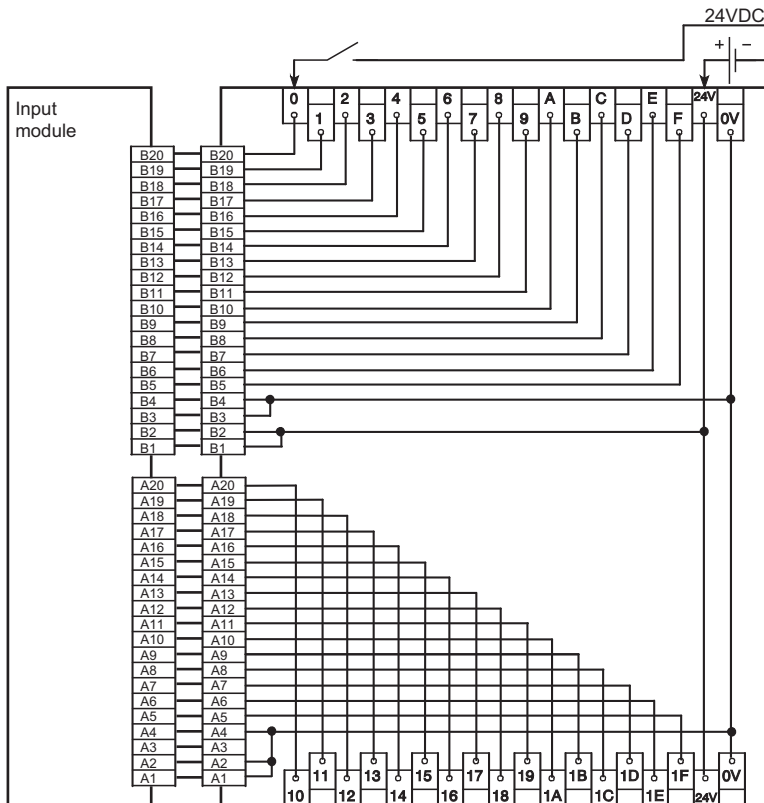 24VDC
+ −
0 2 4 6 8 A C E 24V
1 3 5 7 9 B D F 0V
Input
module
B20 B20
B19 B19
B18 B18
B17 B17
B16 B16
B15 B15
B14 B14
B13 B13
B12 B12
B11 B11
B10 B10
B9 B9
B8 B8
B7 B7
B6 B6
B5 B5
B4 B4
B3 B3
B2 B2
B1 B1
A20 A20
A19 A19
A18 A18
A17 A17
A16 A16
A15 A15
A14 A14
A13 A13
A12 A12
A11 A11
A10 A10
A9 A9
A8 A8
A7 A7
A6 A6
A5 A5
A4 A4
A3 A3
A2 A2
A1 A1
11 13 15 17 19 1B 1D 1F 0V
10 12 14 16 18 1A 1C 1E 24V